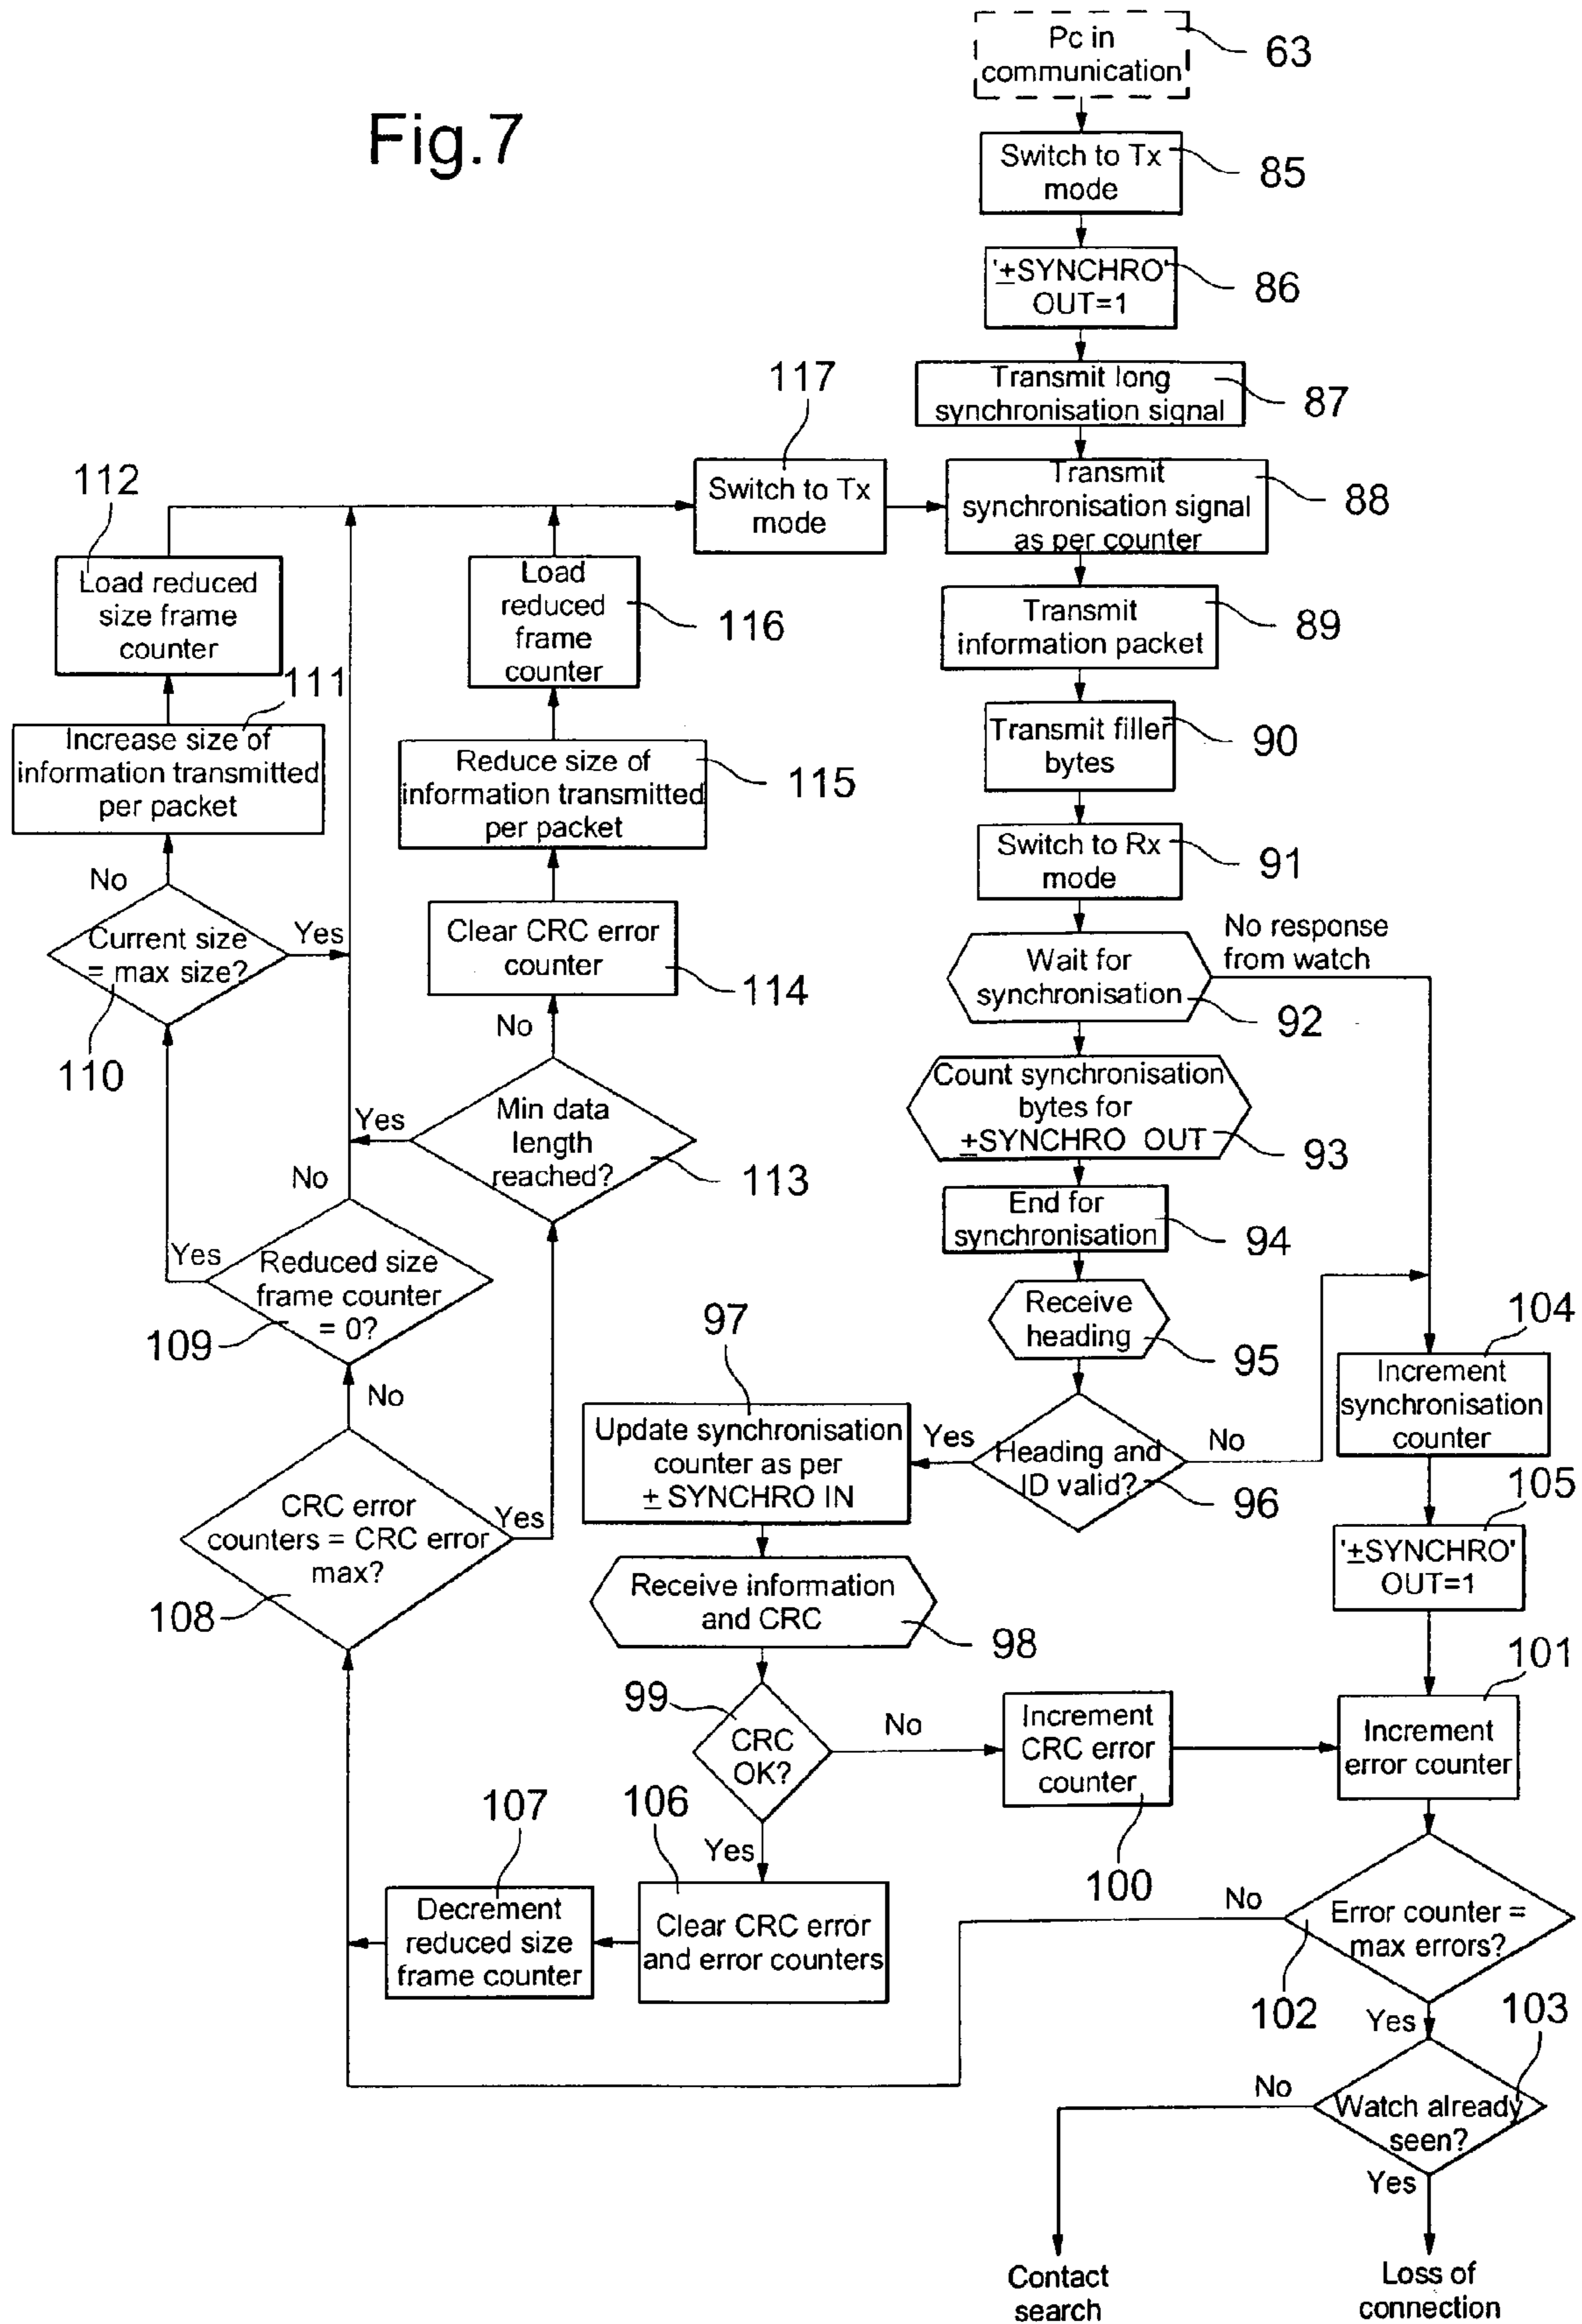 Fig.7
Pc in
communication
63
Switch to Tx
mode
85
'±SYNCHRO'
OUT=1
86
Transmit long
synchronisation signal
87
117
Switch to Tx
mode
Transmit
synchronisation signal
as per counter
88
112
Load reduced
size frame
counter
Load
reduced
frame
counter
116
Transmit
information packet
89
111
Increase size of
information transmitted
per packet
Reduce size of
information transmitted
per packet
115
Transmit filler
bytes
90
Switch to Rx
mode
91
No
Current size
= max size?
Yes
110
Clear CRC error
counter
114
No
Wait for
synchronisation
92
No response
from watch
Count synchronisation
bytes for
±SYNCHRO OUT
93
Yes
Min data
length
reached?
113
No
End for
synchronisation
94
Yes
Reduced size
frame counter
= 0?
109
Receive
heading
95
No
97
Update synchronisation
counter as per
± SYNCHRO IN
Yes
Heading and
ID valid?
96
No
104
Increment
synchronisation
counter
CRC error
counters = CRC error
max?
Yes
108
105
'±SYNCHRO'
OUT=1
Receive information
and CRC
98
99
CRC
OK?
No
Increment
CRC error
counter
100
101
Increment
error counter
Yes
107
Decrement
reduced size
frame counter
106
Clear CRC error
and error counters
No
Error counter =
max errors?
102
Yes
103
No
Watch already
seen?
Yes
Contact
search
Loss of
connection